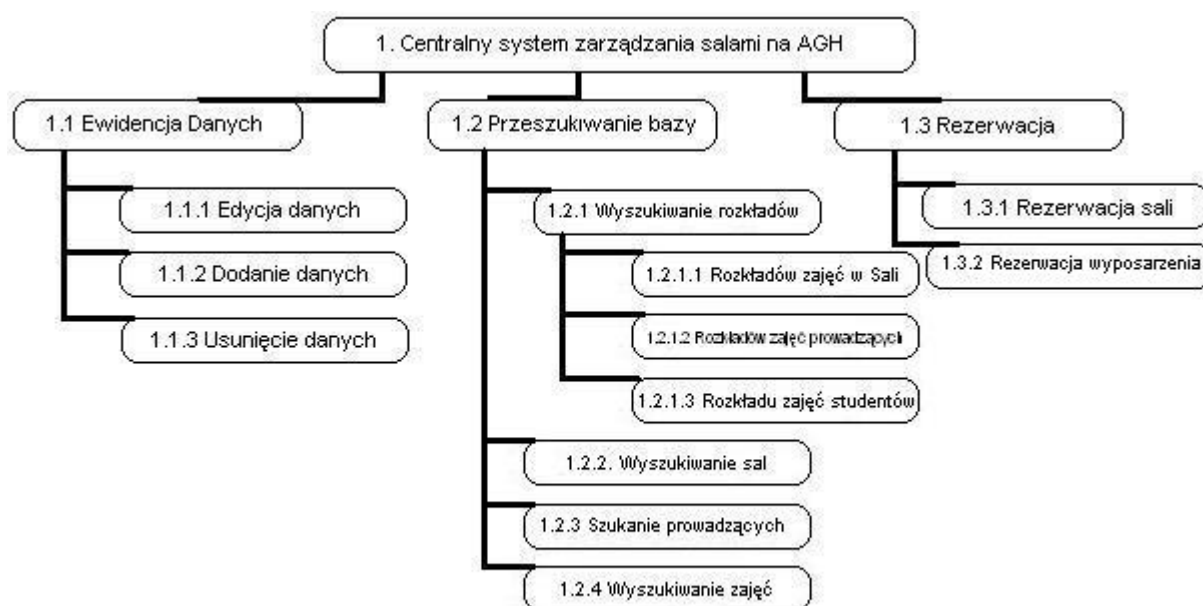 1. Centralny system zarządzania salami na AGH
1.1 Ewidencja Danych
1.1.1 Edycja danych
1.1.2 Dodanie danych
1.1.3 Usunięcie danych
1.2 Przeszukiwanie bazy
1.2.1 Wyszukiwanie rozkładów
1.2.1.1 Rozkładów zajęć w Sali
1.2.1.2 Rozkładów zajęć prowadzących
1.2.1.3 Rozkładu zajęć studentów
1.2.2. Wyszukiwanie sal
1.2.3 Szukanie prowadzących
1.2.4 Wyszukiwanie zajęć
1.3 Rezerwacja
1.3.1 Rezerwacja sali
1.3.2 Rezerwacja wyposarzenia